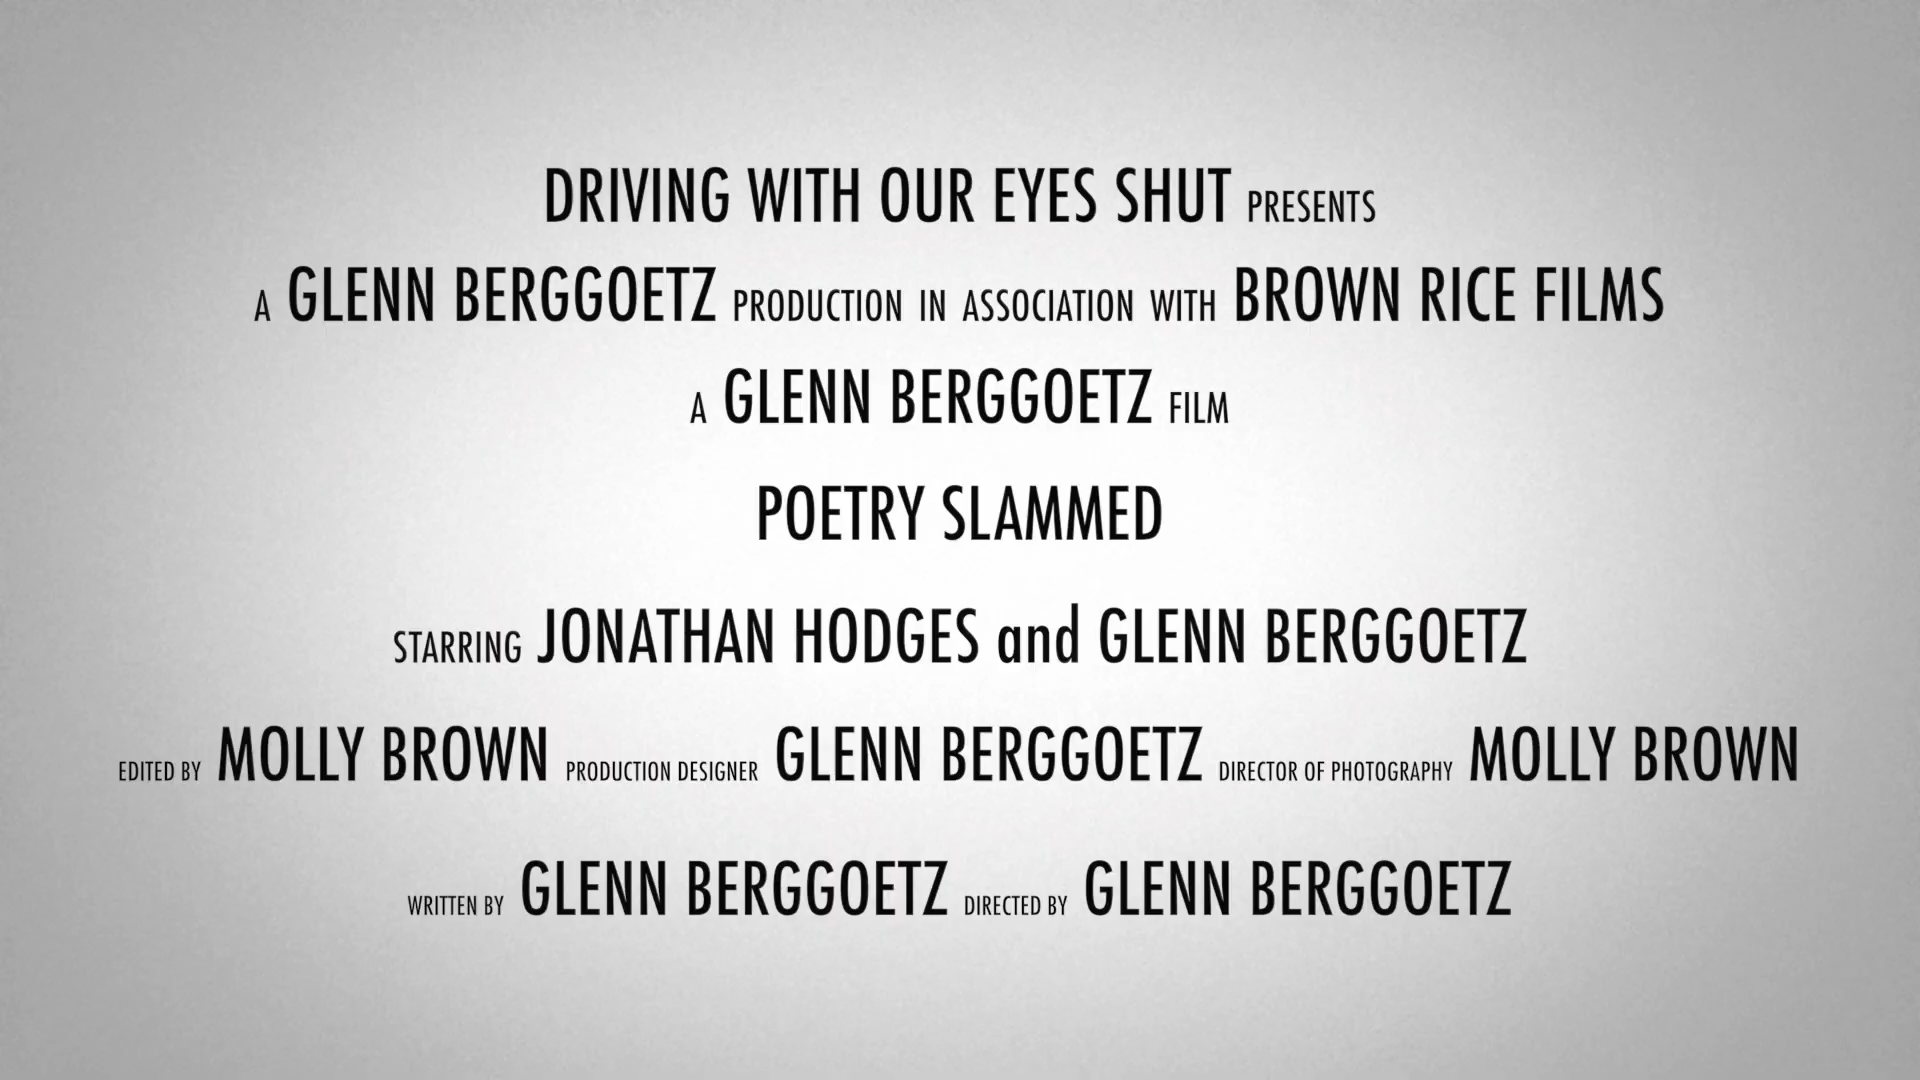 DRIVING WITH OUR EYES SHUT PRESENTS
A GLENN BERGGOETZ PRODUCTION IN ASSOCIATION WITH BROWN RICE FILMS
A GLENN BERGGOETZ FILM
POETRY SLAMMED
STARRING JONATHAN HODGES and GLENN BERGGOETZ
EDITED BY MOLLY BROWN PRODUCTION DESIGNER GLENN BERGGOETZ DIRECTOR OF PHOTOGRAPHY MOLLY BROWN
WRITTEN BY GLENN BERGGOETZ DIRECTED BY GLENN BERGGOETZ